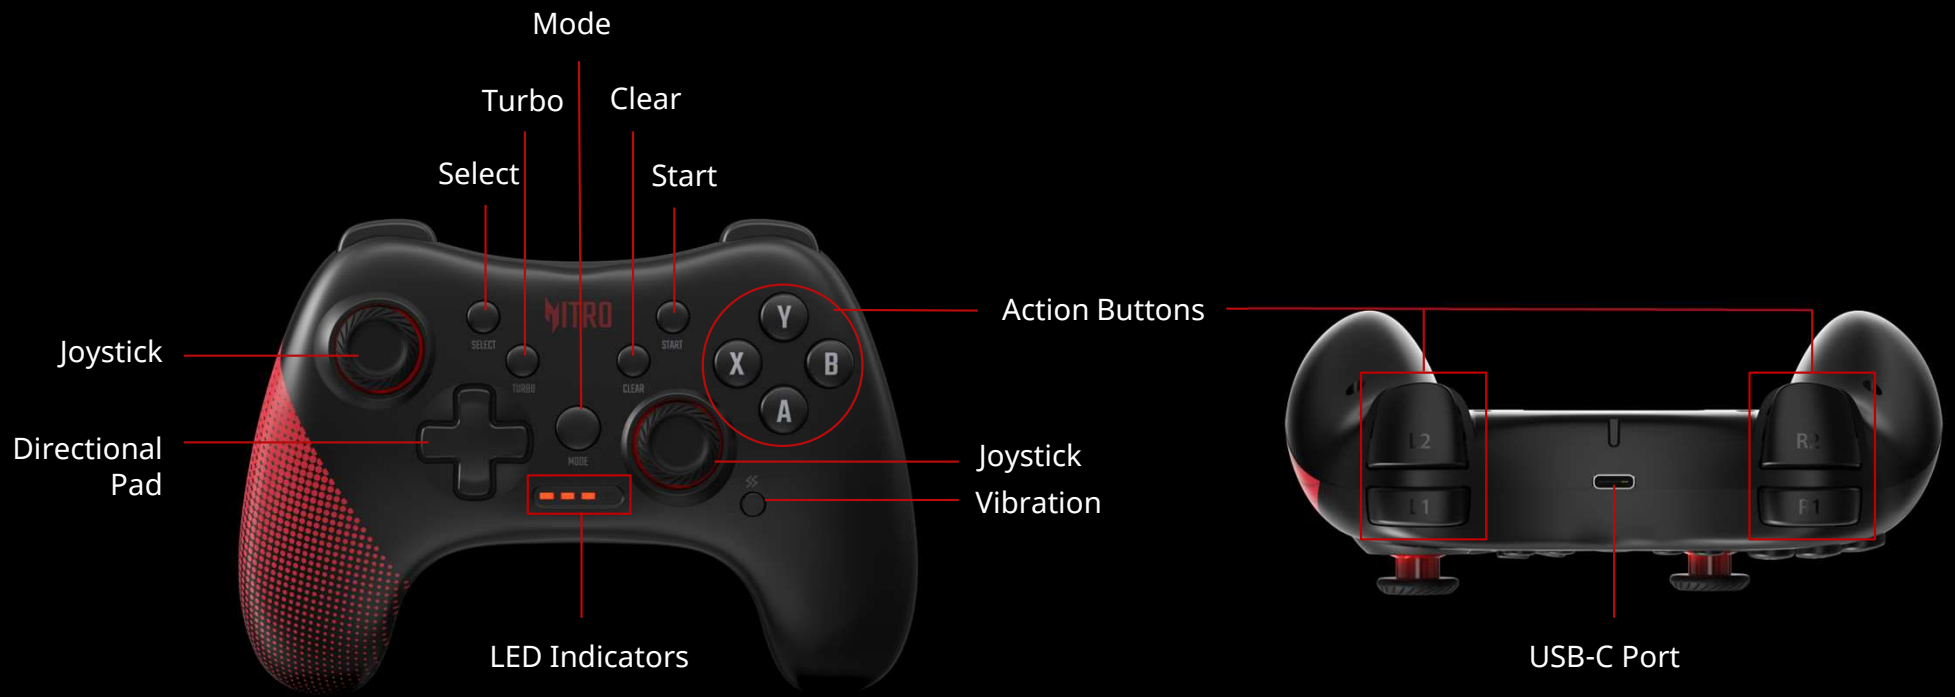 Mode
Turbo
Clear
Select
Start
NITRO
SELECT
START
TURBO
CLEAR
Y
X
B
A
MODE
Joystick
Directional
Pad
Action Buttons
Joystick
Vibration
LED Indicators
L2
L1
R2
R1
USB-C Port